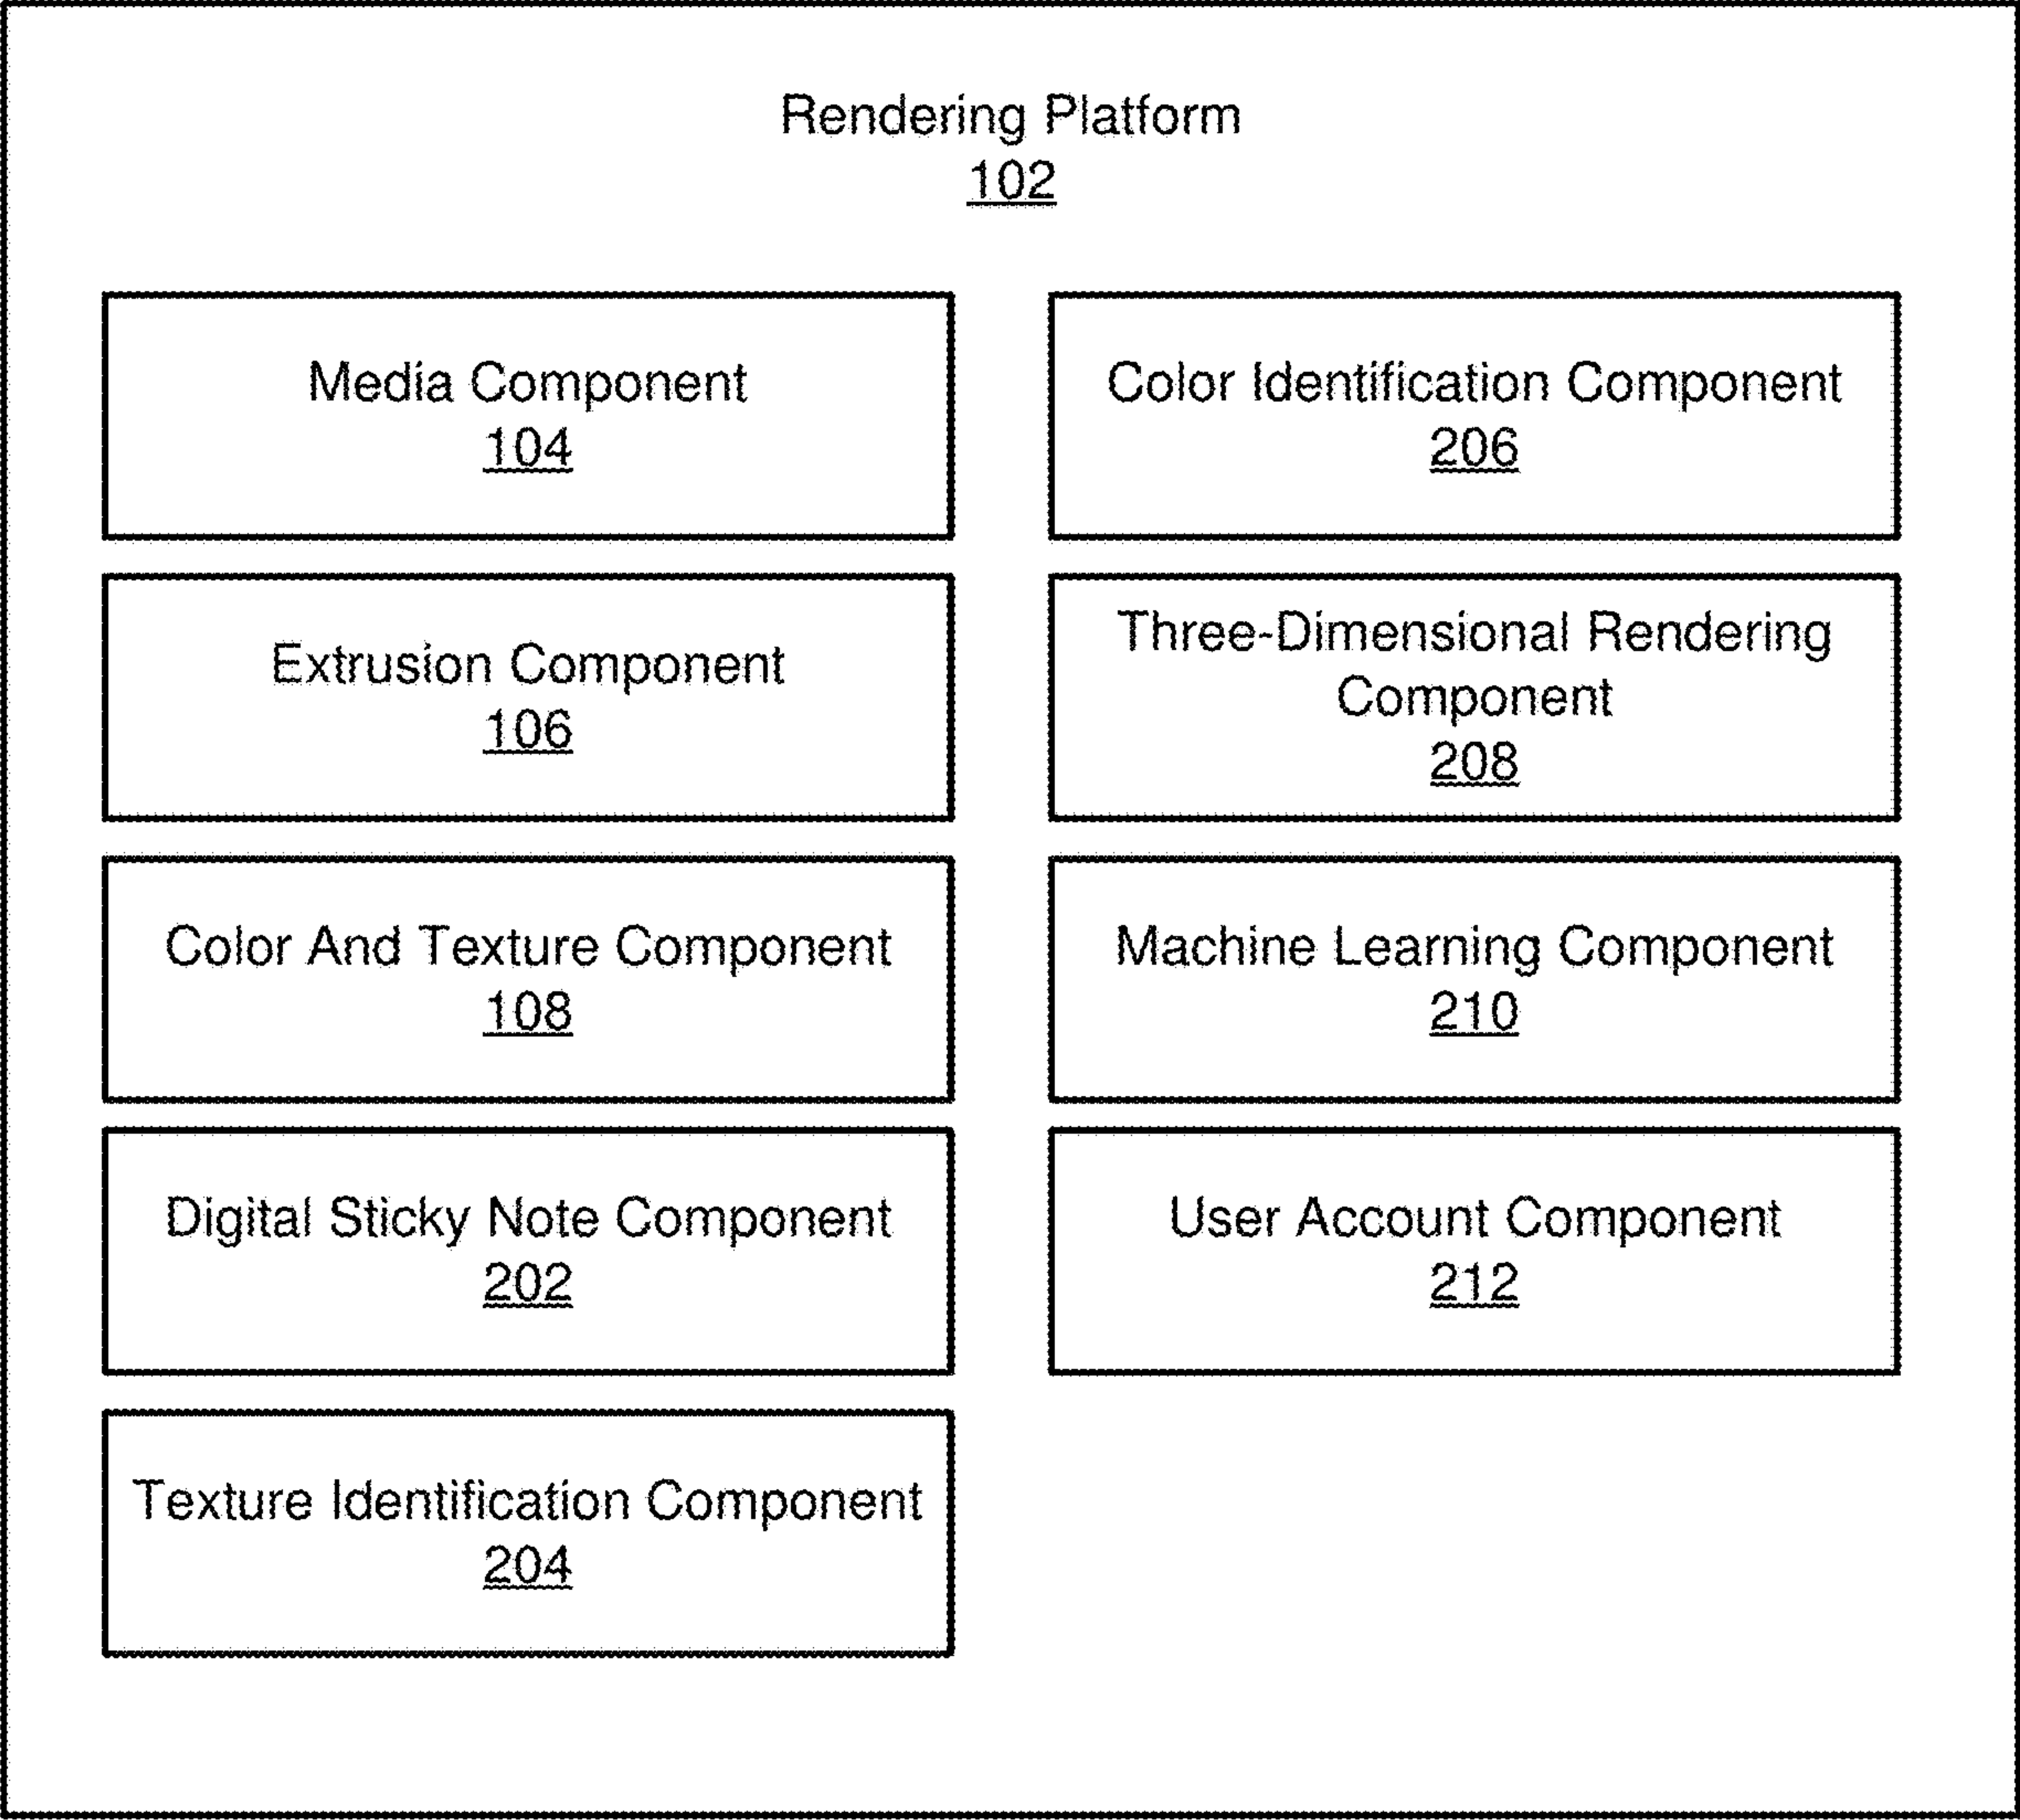 Rendering Platform
102
Media Component
104
Extrusion Component
106
Color And Texture Component
108
Digital Sticky Note Component
202
Texture Identification Component
204
Color Identification Component
206
Three-Dimensional Rendering
Component
208
Machine Learning Component
210
User Account Component
212